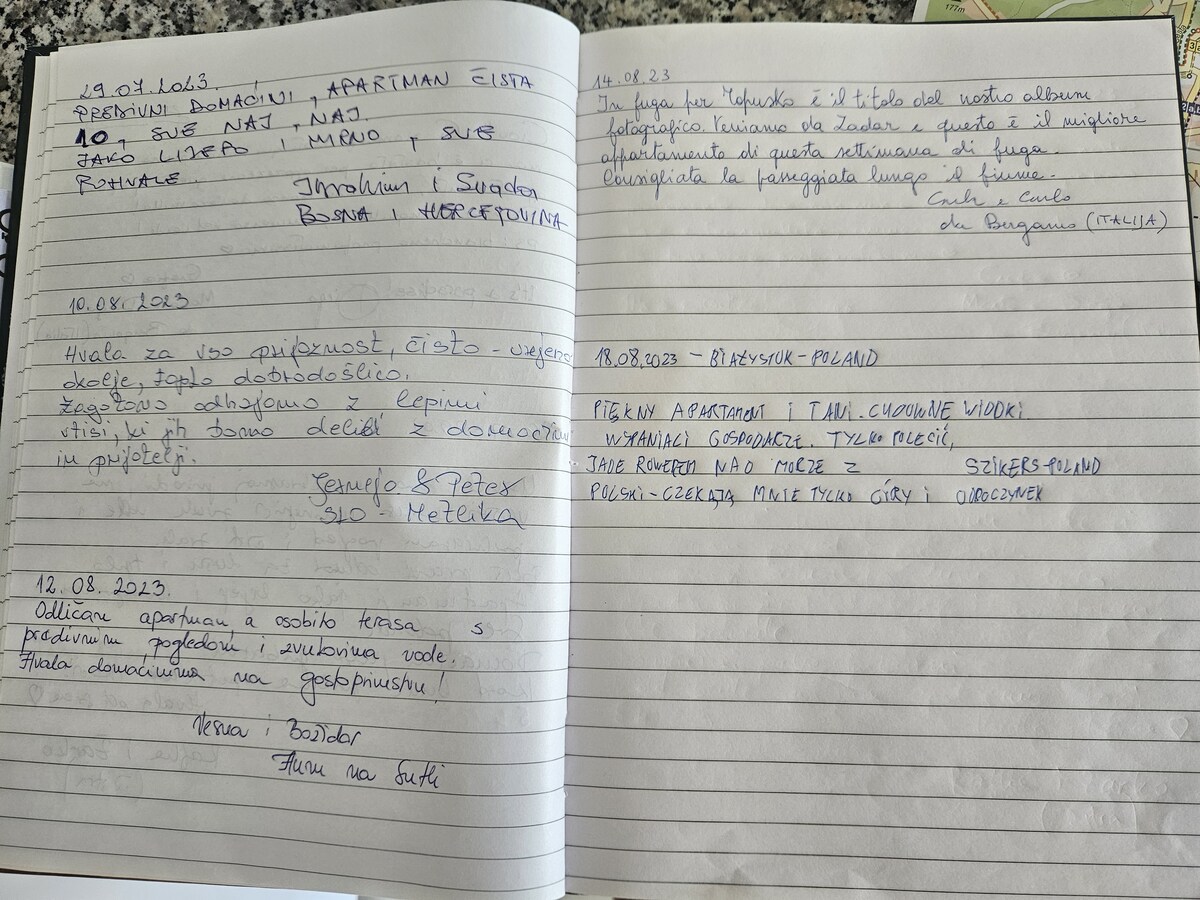 29.07.2023.
PREDIVNI DOMAĆINI, APARTMAN ČISTA
10, SVE NAJ, NAJ.
JAKO LIJEPO I MIRNO, SVE
POHVALE
Ibrahim i Suada
BOSNA I HERCEGOVINA
10.08.2023
Hvala za vso prijaznost, čisto - urejeno
okolje, toplo dobrodošlico.
Zagotovo odhajamo z lepimi
vtisi, ki jih bomo delili z domačimi
in prijatelji.
Jerneja & Peter
SLO - Metlika
12.08.2023.
Odličan apartman a osobito terasa s
predivnim pogledom i zvukovima vode.
Hvala domaćinima na gostoprimstvu!
Vesna i Božidar
Hum na Sutli
14.08.23
In fuga per Topusko è il titolo del nostro album
fotografico. Veniamo da Zadar e questo è il migliore
appartamento di questa settimana di fuga.
Consigliata la passeggiata lungo il fiume.
e Carlo
da Bergamo (ITALIJA)
18.08.2023 - BIAŁYSTOK - POLAND
PIĘKNY APARTAMENT I TANI. CUDOWNE WIDOKI
WSPANIALI GOSPODARZE. TYLKO POLECIĆ,
JADE ROWEREM NAD MORZE Z SZIKERS-POLAND
POLSKI - CZEKAJĄ MNIE TYLKO GÓRY I ODPOCZYNEK
177m